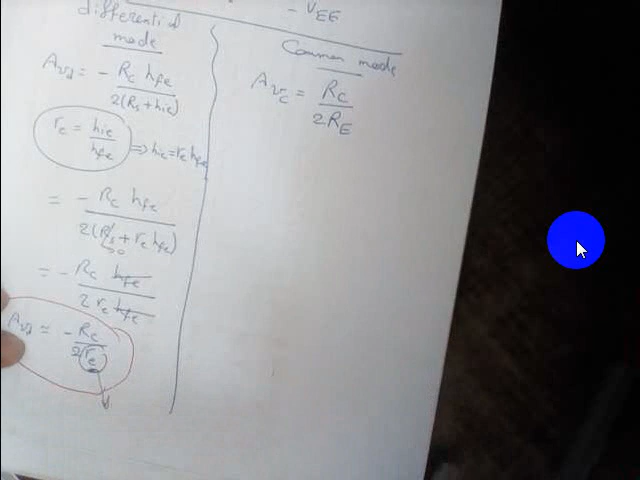 - VEE
differential
mode
Avd = - RC hfe / 2(Rs + hie)
re = hie / hfe => hie = re hfe
= - RC hfe / 2(Rs + re hfe)
→0
= - RC hfe / 2 re hfe
Avd = - RC / 2 re
Common mode
AvC = RC / 2RE